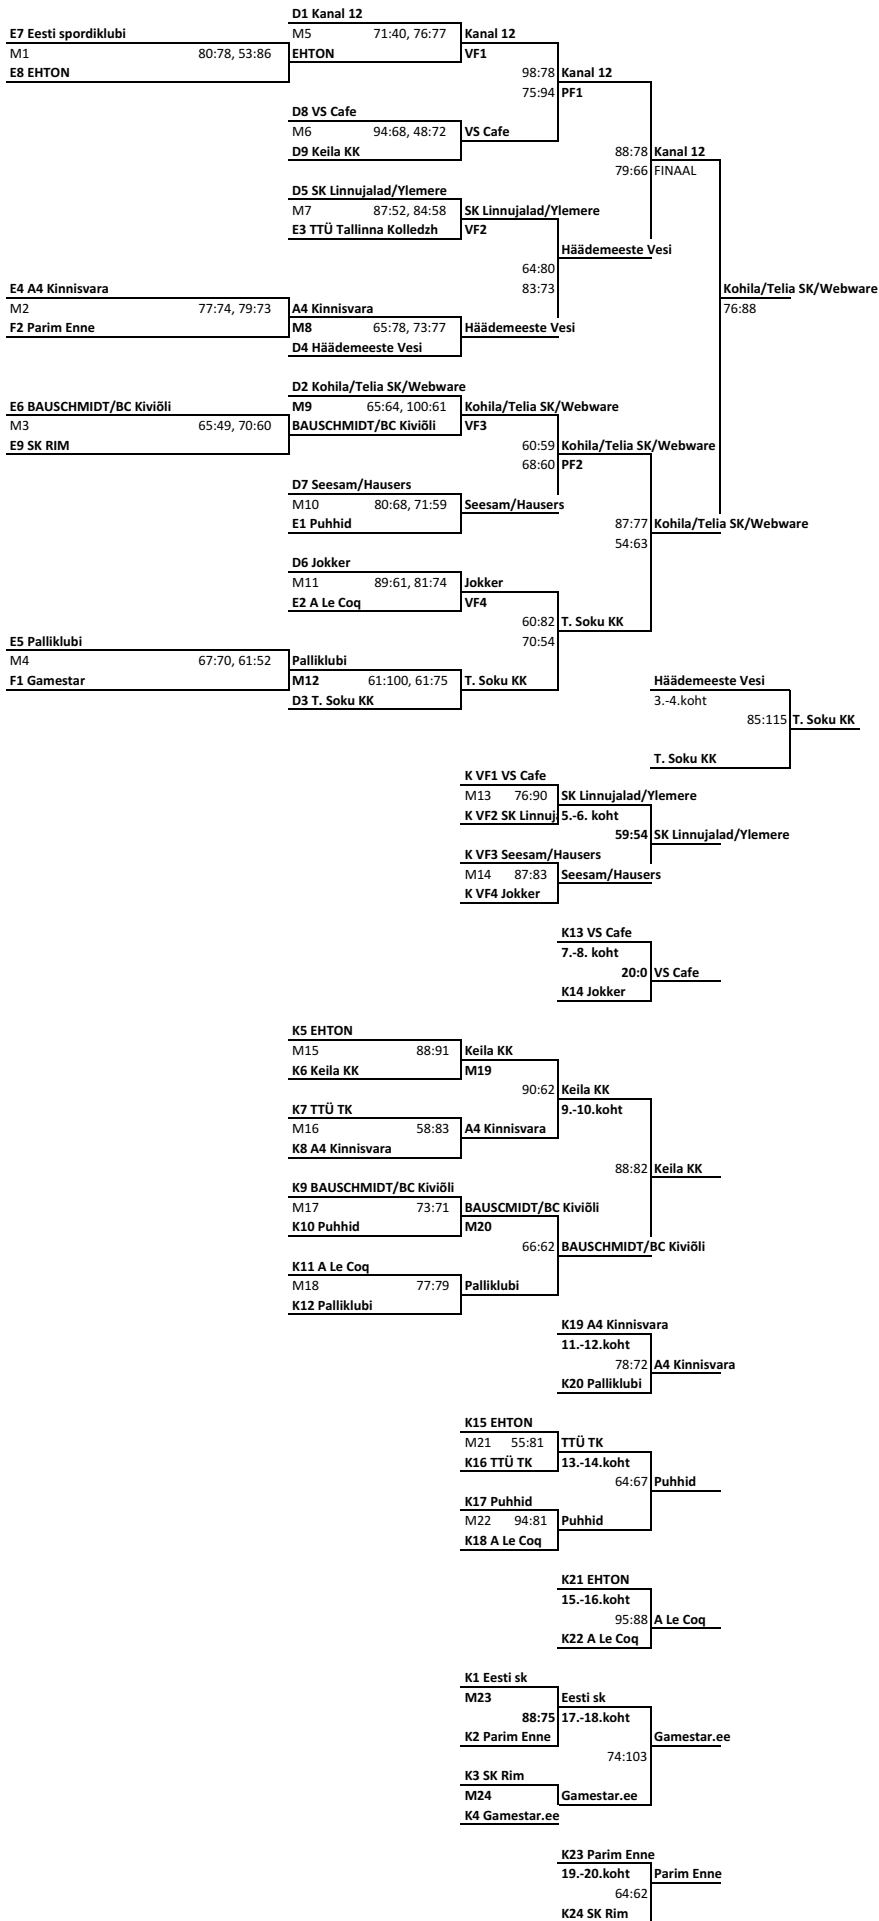 D1 Kanal 12
E7 Eesti spordiklubi
M5 71:40, 76:77 Kanal 12
M1 80:78, 53:86 EHTON VF1
E8 EHTON
98:78 Kanal 12
75:94 PF1
D8 VS Cafe
M6 94:68, 48:72 VS Cafe
D9 Keila KK
88:78 Kanal 12
79:66 FINAAL
D5 SK Linnujalad/Ylemere
M7 87:52, 84:58 SK Linnujalad/Ylemere
E3 TTÜ Tallinna Kolledzh VF2
Häädemeeste Vesi
64:80
83:73
E4 A4 Kinnisvara
Kohila/Telia SK/Webware
M2 77:74, 79:73 A4 Kinnisvara
76:88
F2 Parim Enne
M8 65:78, 73:77 Häädemeeste Vesi
D4 Häädemeeste Vesi
D2 Kohila/Telia SK/Webware
E6 BAUSCHMIDT/BC Kiviõli
M9 65:64, 100:61 Kohila/Telia SK/Webware
M3 65:49, 70:60 BAUSCHMIDT/BC Kiviõli VF3
E9 SK RIM
60:59 Kohila/Telia SK/Webware
68:60 PF2
D7 Seesam/Hausers
M10 80:68, 71:59 Seesam/Hausers
E1 Puhhid
87:77 Kohila/Telia SK/Webware
54:63
D6 Jokker
M11 89:61, 81:74 Jokker
E2 A Le Coq VF4
60:82 T. Soku KK
70:54
E5 Palliklubi
M4 67:70, 61:52 Palliklubi
F1 Gamestar
M12 61:100, 61:75 T. Soku KK
D3 T. Soku KK
Häädemeeste Vesi
3.-4.koht
85:115 T. Soku KK
T. Soku KK
K VF1 VS Cafe
M13 76:90 SK Linnujalad/Ylemere
K VF2 SK Linnuj 5.-6. koht
59:54 SK Linnujalad/Ylemere
K VF3 Seesam/Hausers
M14 87:83 Seesam/Hausers
K VF4 Jokker
K13 VS Cafe
7.-8. koht
20:0 VS Cafe
K14 Jokker
K5 EHTON
M15 88:91 Keila KK
K6 Keila KK M19
90:62 Keila KK
9.-10.koht
K7 TTÜ TK
M16 58:83 A4 Kinnisvara
K8 A4 Kinnisvara
88:82 Keila KK
K9 BAUSCHMIDT/BC Kiviõli
M17 73:71 BAUSCMIDT/BC Kiviõli
K10 Puhhid M20
66:62 BAUSCHMIDT/BC Kiviõli
K11 A Le Coq
M18 77:79 Palliklubi
K12 Palliklubi
K19 A4 Kinnisvara
11.-12.koht
78:72 A4 Kinnisvara
K20 Palliklubi
K15 EHTON
M21 55:81 TTÜ TK
K16 TTÜ TK 13.-14.koht
64:67 Puhhid
K17 Puhhid
M22 94:81 Puhhid
K18 A Le Coq
K21 EHTON
15.-16.koht
95:88 A Le Coq
K22 A Le Coq
K1 Eesti sk
M23 Eesti sk
88:75 17.-18.koht
K2 Parim Enne Gamestar.ee
74:103
K3 SK Rim
M24 Gamestar.ee
K4 Gamestar.ee
K23 Parim Enne
19.-20.koht Parim Enne
64:62
K24 SK Rim